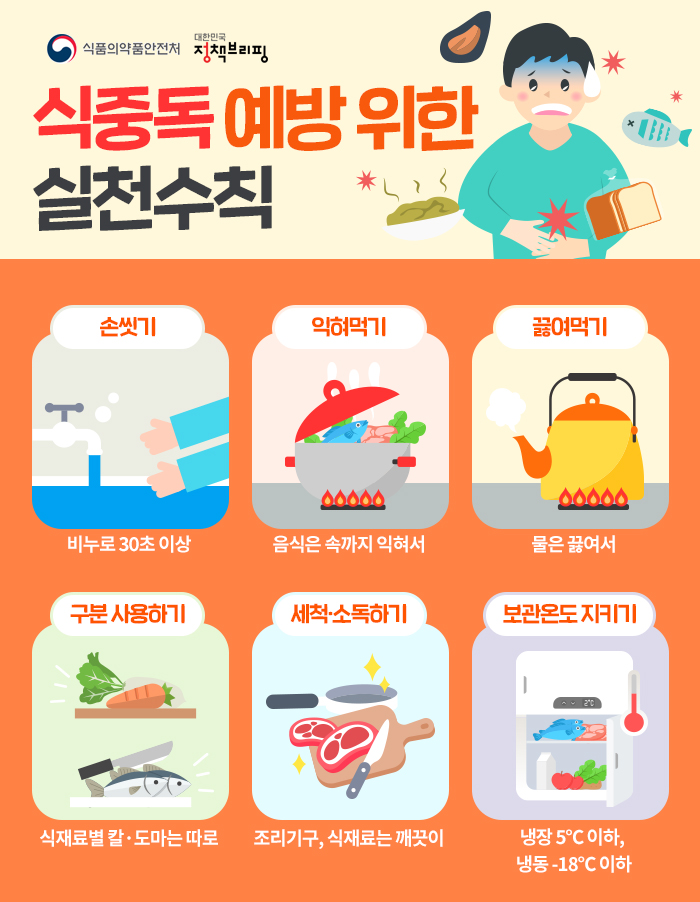 식품의약품안전처
대한민국
정책브리핑
식중독 예방 위한
실천수칙
손씻기
익혀먹기
끓여먹기
비누로 30초 이상
음식은 속까지 익혀서
물은 끓여서
구분 사용하기
세척·소독하기
보관온도 지키기
2℃
식재료별 칼·도마는 따로
조리기구, 식재료는 깨끗이
냉장 5℃ 이하,
냉동 -18℃ 이하